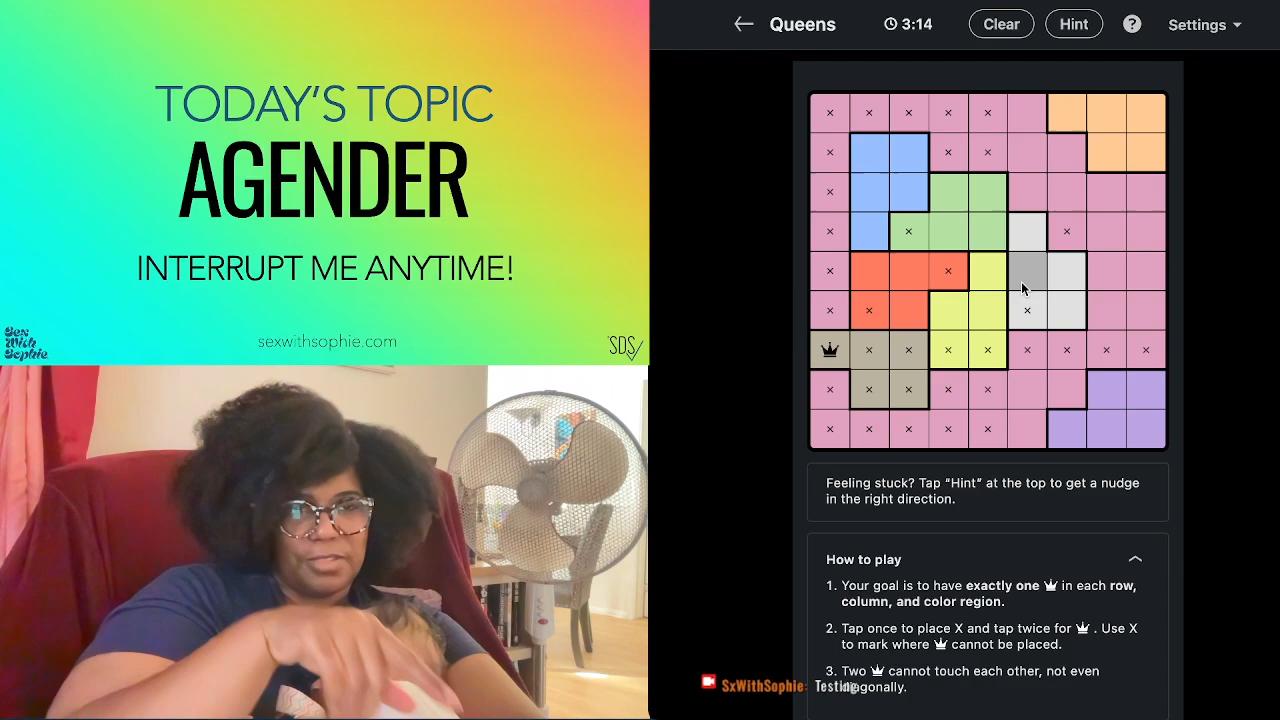 TODAY'S TOPIC
AGENDER
INTERRUPT ME ANYTIME!
Sex
With
Sophie
sexwithsophie.com
SDS
Queens
3:14
Clear
Hint
?
Settings
Feeling stuck? Tap “Hint” at the top to get a nudge
in the right direction.
How to play
1. Your goal is to have exactly one in each row,
column, and color region.
2. Tap once to place X and tap twice for . Use X
to mark where cannot be placed.
3. Two cannot touch each other, not even
diagonally.
SxWithSophie: Testing